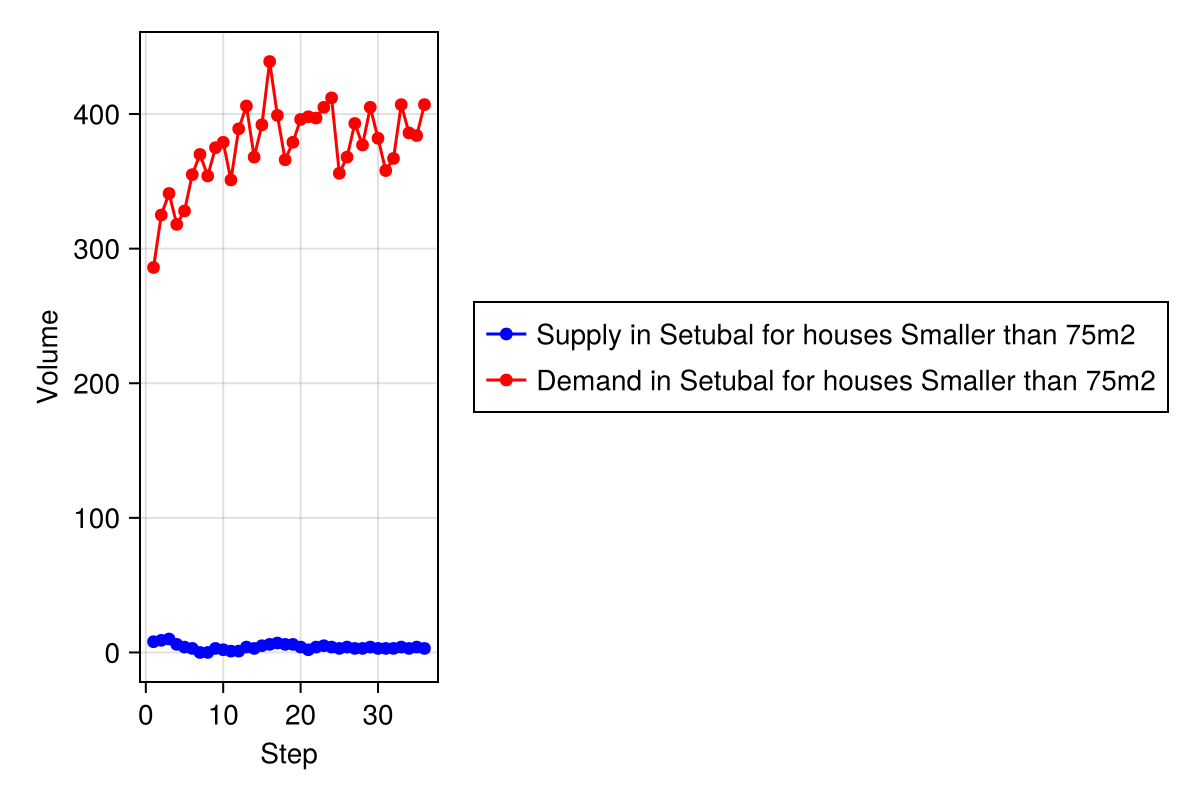 Volume
400
300
200
100
0
0 10 20 30
Step
Supply in Setubal for houses Smaller than 75m2
Demand in Setubal for houses Smaller than 75m2